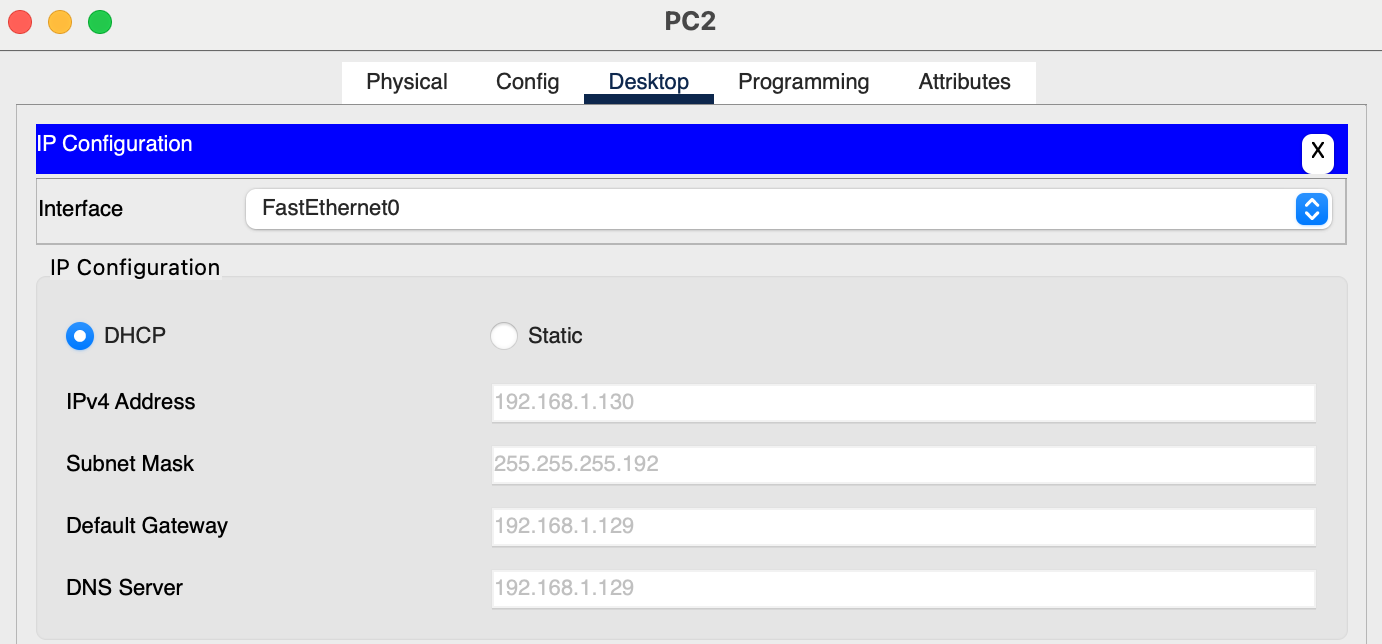 PC2
Physical Config Desktop Programming Attributes
IP Configuration
X
Interface FastEthernet0
IP Configuration
DHCP Static
IPv4 Address 192.168.1.130
Subnet Mask 255.255.255.192
Default Gateway 192.168.1.129
DNS Server 192.168.1.129